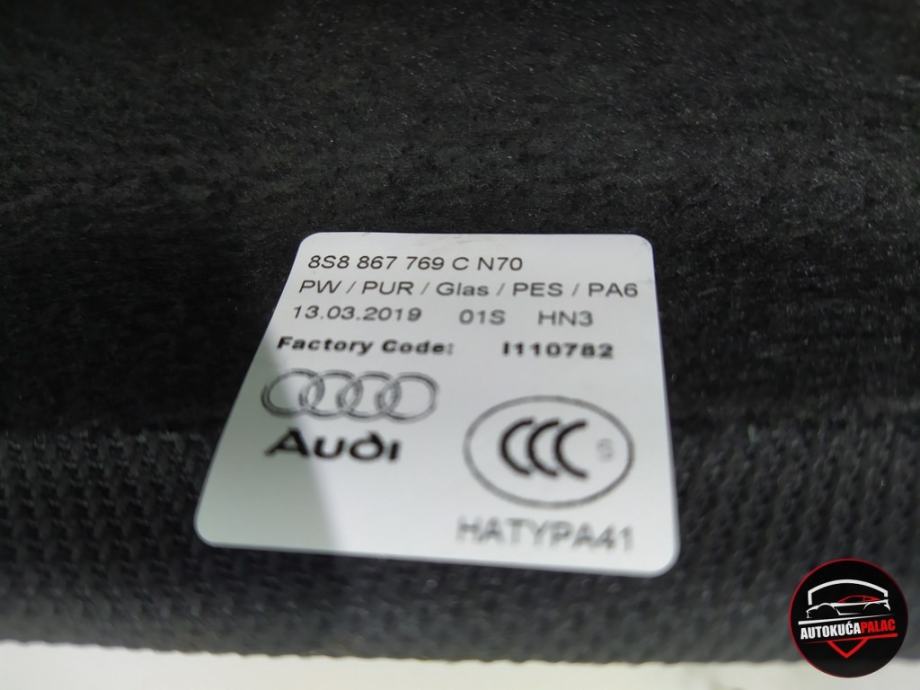 8S8 867 769 C N70
PW / PUR / Glas / PES / PA6
13.03.2019 01S HN3
Factory Code: I110782
Audi
CCC S
HATYPA41
AUTOKUĆAPALAC